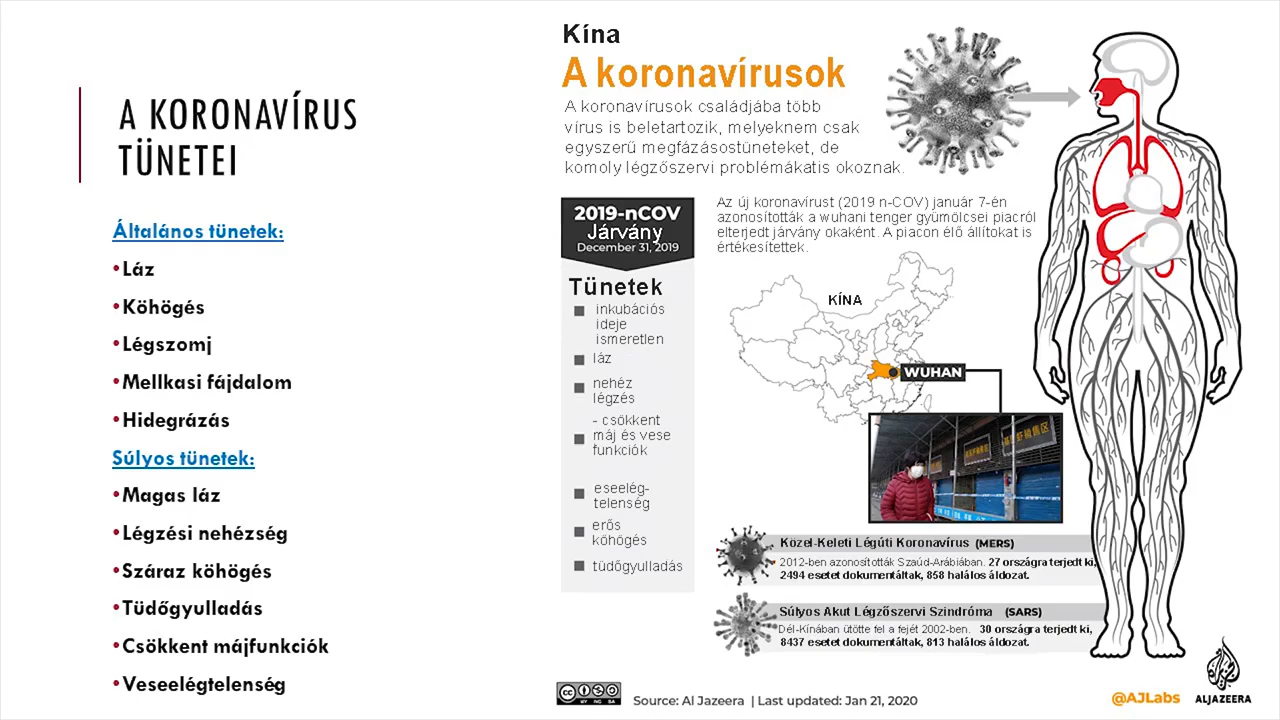 A KORONAVÍRUS
TÜNETEI
Általános tünetek:
•Láz
•Köhögés
•Légszomj
•Mellkasi fájdalom
•Hidegrázás
Súlyos tünetek:
•Magas láz
•Légzési nehézség
•Száraz köhögés
•Tüdőgyulladás
•Csökkent májfunkciók
•Veseelégtelenség
Kína
A koronavírusok
A koronavírusok családjába több
vírus is beletartozik, melyeknem csak
egyszerű megfázásostüneteket, de
komoly légzőszervi problémákatis okoznak.
2019-nCOV
Járvány
December 31, 2019
Tünetek
inkubációs
ideje
ismeretlen
láz
nehéz
légzés
- csökkent
máj és vese
funkciók
eseelég-
telenség
erős
köhögés
tüdőgyulladás
Az új koronavírust (2019 n-COV) január 7-én
azonosították a wuhani tenger gyümölcsei piacról
elterjedt járvány okaként. A piacon élő állítokat is
értékesítettek.
KÍNA
WUHAN
Közel-Keleti Légúti Koronavírus (MERS)
2012-ben azonosították Szaúd-Arábiában. 27 országra terjedt ki,
2494 esetet dokumentáltak, 858 halálos áldozat.
Súlyos Akut Légzőszervi Szindróma (SARS)
Dél-Kínában ütötte fel a fejét 2002-ben. 30 országra terjedt ki,
8437 esetet dokumentáltak, 813 halálos áldozat.
Source: Al Jazeera | Last updated: Jan 21, 2020
@AJLabs
ALJAZEERA